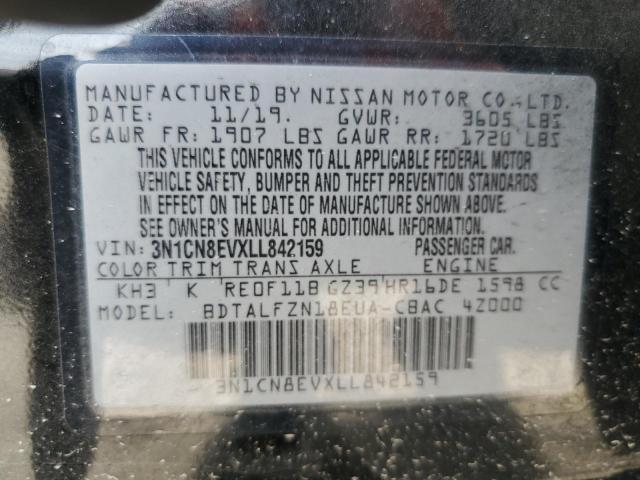 MANUFACTURED BY NISSAN MOTOR CO., LTD.
DATE: 11/19. GVWR: 3605 LBS
GAWR FR: 1907 LBS GAWR RR: 1720 LBS
THIS VEHICLE CONFORMS TO ALL APPLICABLE FEDERAL MOTOR
VEHICLE SAFETY, BUMPER AND THEFT PREVENTION STANDARDS
IN EFFECT ON THE DATE OF MANUFACTURE SHOWN ABOVE.
SEE OWNER'S MANUAL FOR ADDITIONAL INFORMATION.
VIN: 3N1CN8EVXLL842159 PASSENGER CAR.
COLOR TRIM TRANS AXLE ENGINE
KH3 K RE0F11B GZ39 HR16DE 1598 CC
MODEL: BDTALFZN18EUA-CBAC 4Z000
3N1CN8EVXLL842159